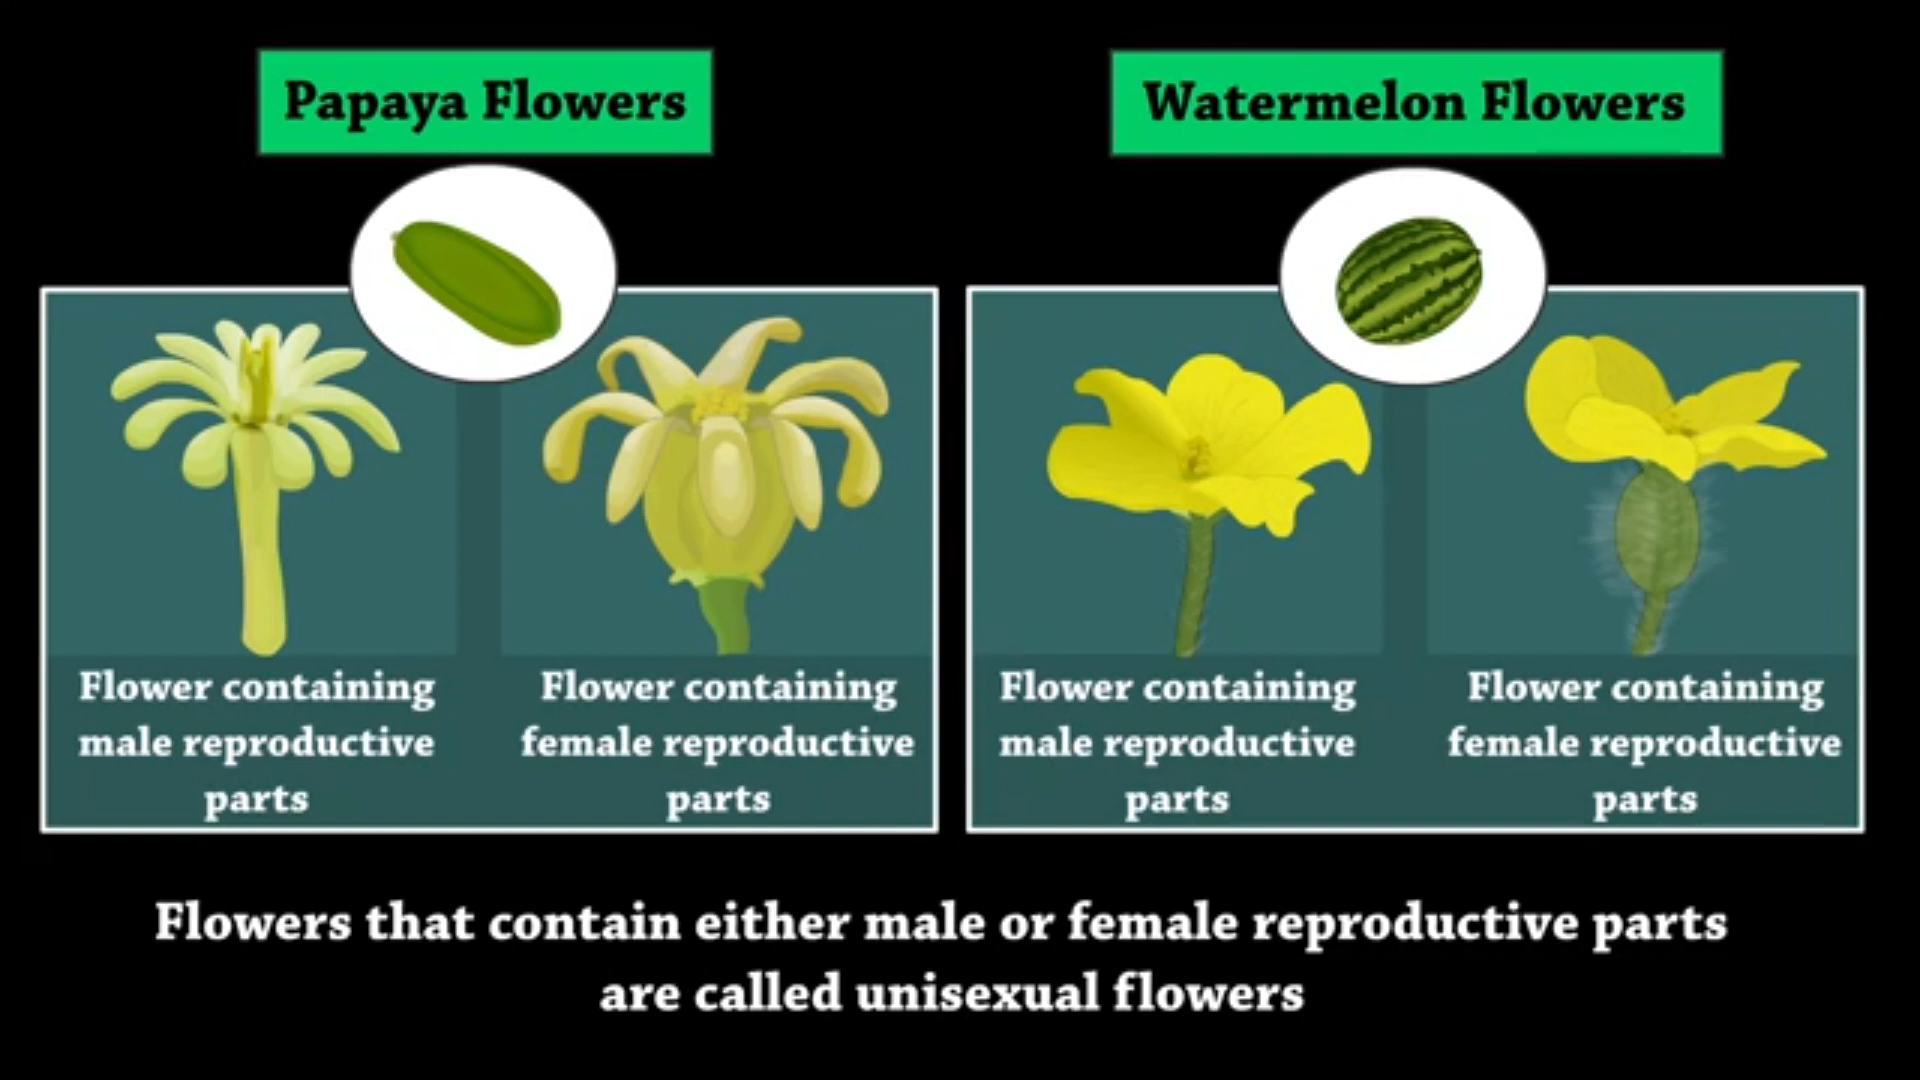 Papaya Flowers
Watermelon Flowers
Flower containing
male reproductive
parts
Flower containing
female reproductive
parts
Flower containing
male reproductive
parts
Flower containing
female reproductive
parts
Flowers that contain either male or female reproductive parts
are called unisexual flowers